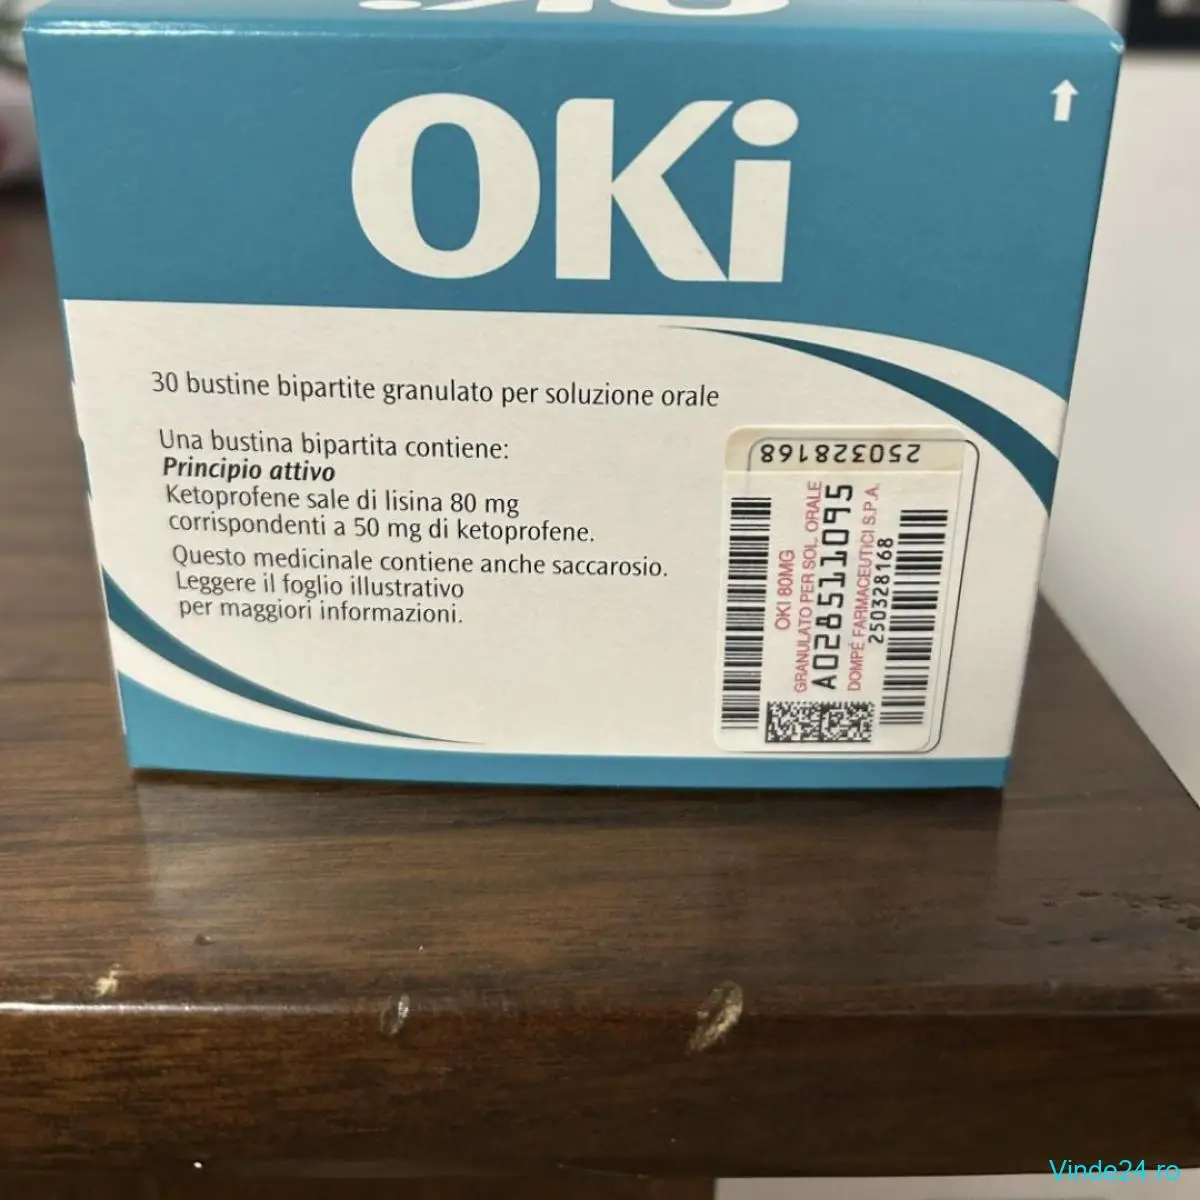 OKi
OKi
30 bustine bipartite granulato per soluzione orale
Una bustina bipartita contiene:
Principio attivo
Ketoprofene sale di lisina 80 mg
corrispondenti a 50 mg di ketoprofene.
Questo medicinale contiene anche saccarosio.
Leggere il foglio illustrativo
per maggiori informazioni.
250328168
OKI 80MG
GRANULATO PER SOL ORALE
A028511095
DOMPÉ FARMACEUTICI S.P.A.
250328168
Vinde24.ro